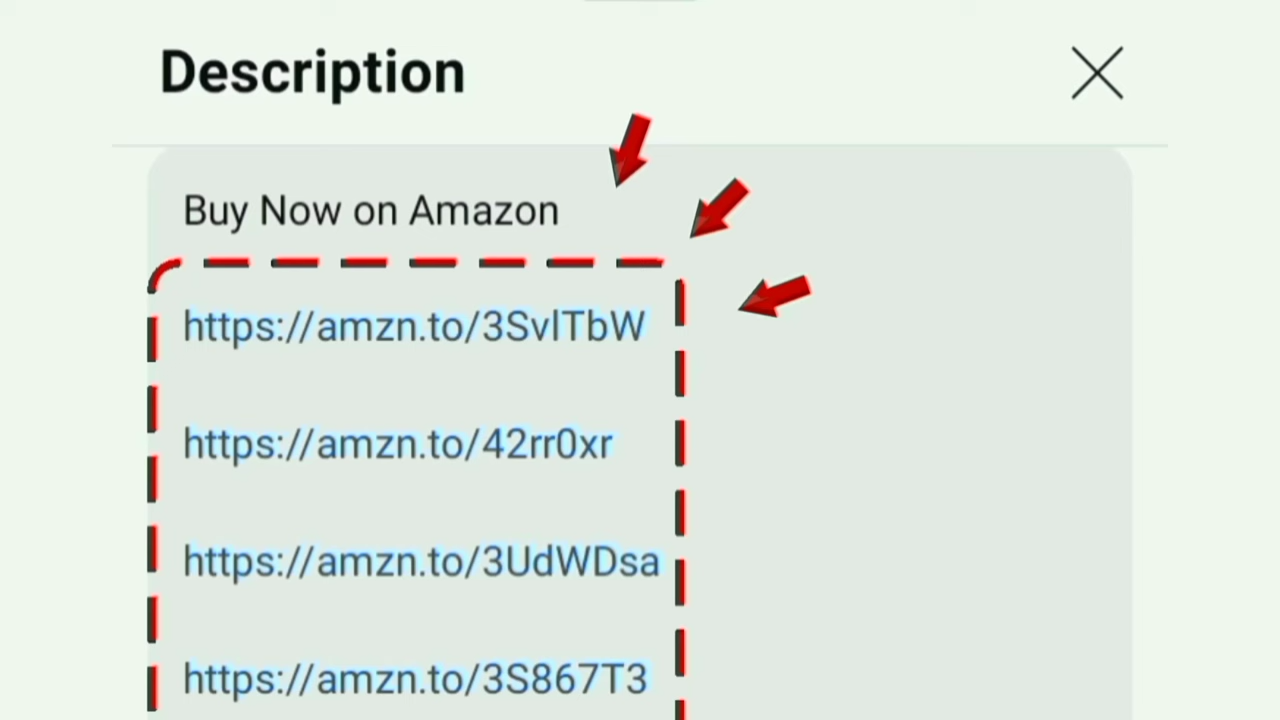 Description
Buy Now on Amazon
https://amzn.to/3SvlTbW
https://amzn.to/42rr0xr
https://amzn.to/3UdWDsa
https://amzn.to/3S867T3